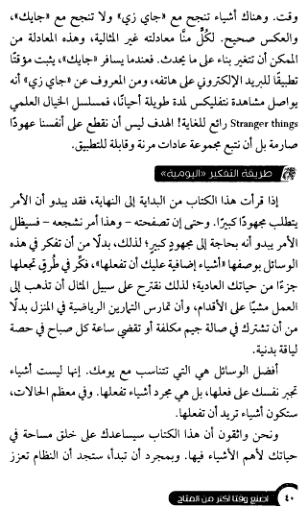 وقت. وهناك أشياء تنجح مع «جاي زي» ولا تنجح مع «جايك»،
والعكس صحيح. لكُلٍّ منَّا معادلته غير المثالية، وهذه المعادلة من
الممكن أن تتغير بناء على ما يحدث. فعندما يسافر «جايك»، يثبت مؤقتًا
تطبيقًا للبريد الإلكتروني على هاتفه، ومن المعروف عن «جاي زي» أنه
يواصل مشاهدة نتفليكس لمدة طويلة أحيانًا، فمسلسل الخيال العلمي
Stranger things رائع للغاية! الهدف ليس أن نقطع على أنفسنا عهودًا
صارمة بل أن نتبع مجموعة عادات مرنة وقابلة للتطبيق.
طريقة التفكير «اليومية»
إذا قرأت هذا الكتاب من البداية إلى النهاية، فقد يبدو أن الأمر
يتطلب مجهودًا كبيرًا. وحتى إن تصفحته – وهذا أمر نشجعه – فسيظل
الأمر يبدو أنه بحاجة إلى مجهود كبير؛ لذلك، بدلًا من أن تفكر في هذه
الوسائل بوصفها «أشياء إضافية عليك أن تفعلها»، فكِّر في طُرقٍ تجعلها
جزءًا من حياتك العادية؛ لذلك نقترح على سبيل المثال أن تذهب إلى
العمل مشيًا على الأقدام، وأن تمارس التمارين الرياضية في المنزل بدلًا
من أن تشترك في صالة جيم مكلفة أو تقضي ساعة كل صباح في حصة
لياقة بدنية.
أفضل الوسائل هي التي تتناسب مع يومك. إنها ليست أشياء
تجبر نفسك على فعلها، بل هي مجرد أشياء تفعلها. وفي معظم الحالات،
ستكون أشياء تريد أن تفعلها.
ونحن واثقون أن هذا الكتاب سيساعدك على خلق مساحة في
حياتك لأهم الأشياء فيها. وبمجرد أن تبدأ، ستجد أن النظام تعزز
٤٠ اصنع وقتا أكثر من المتاح